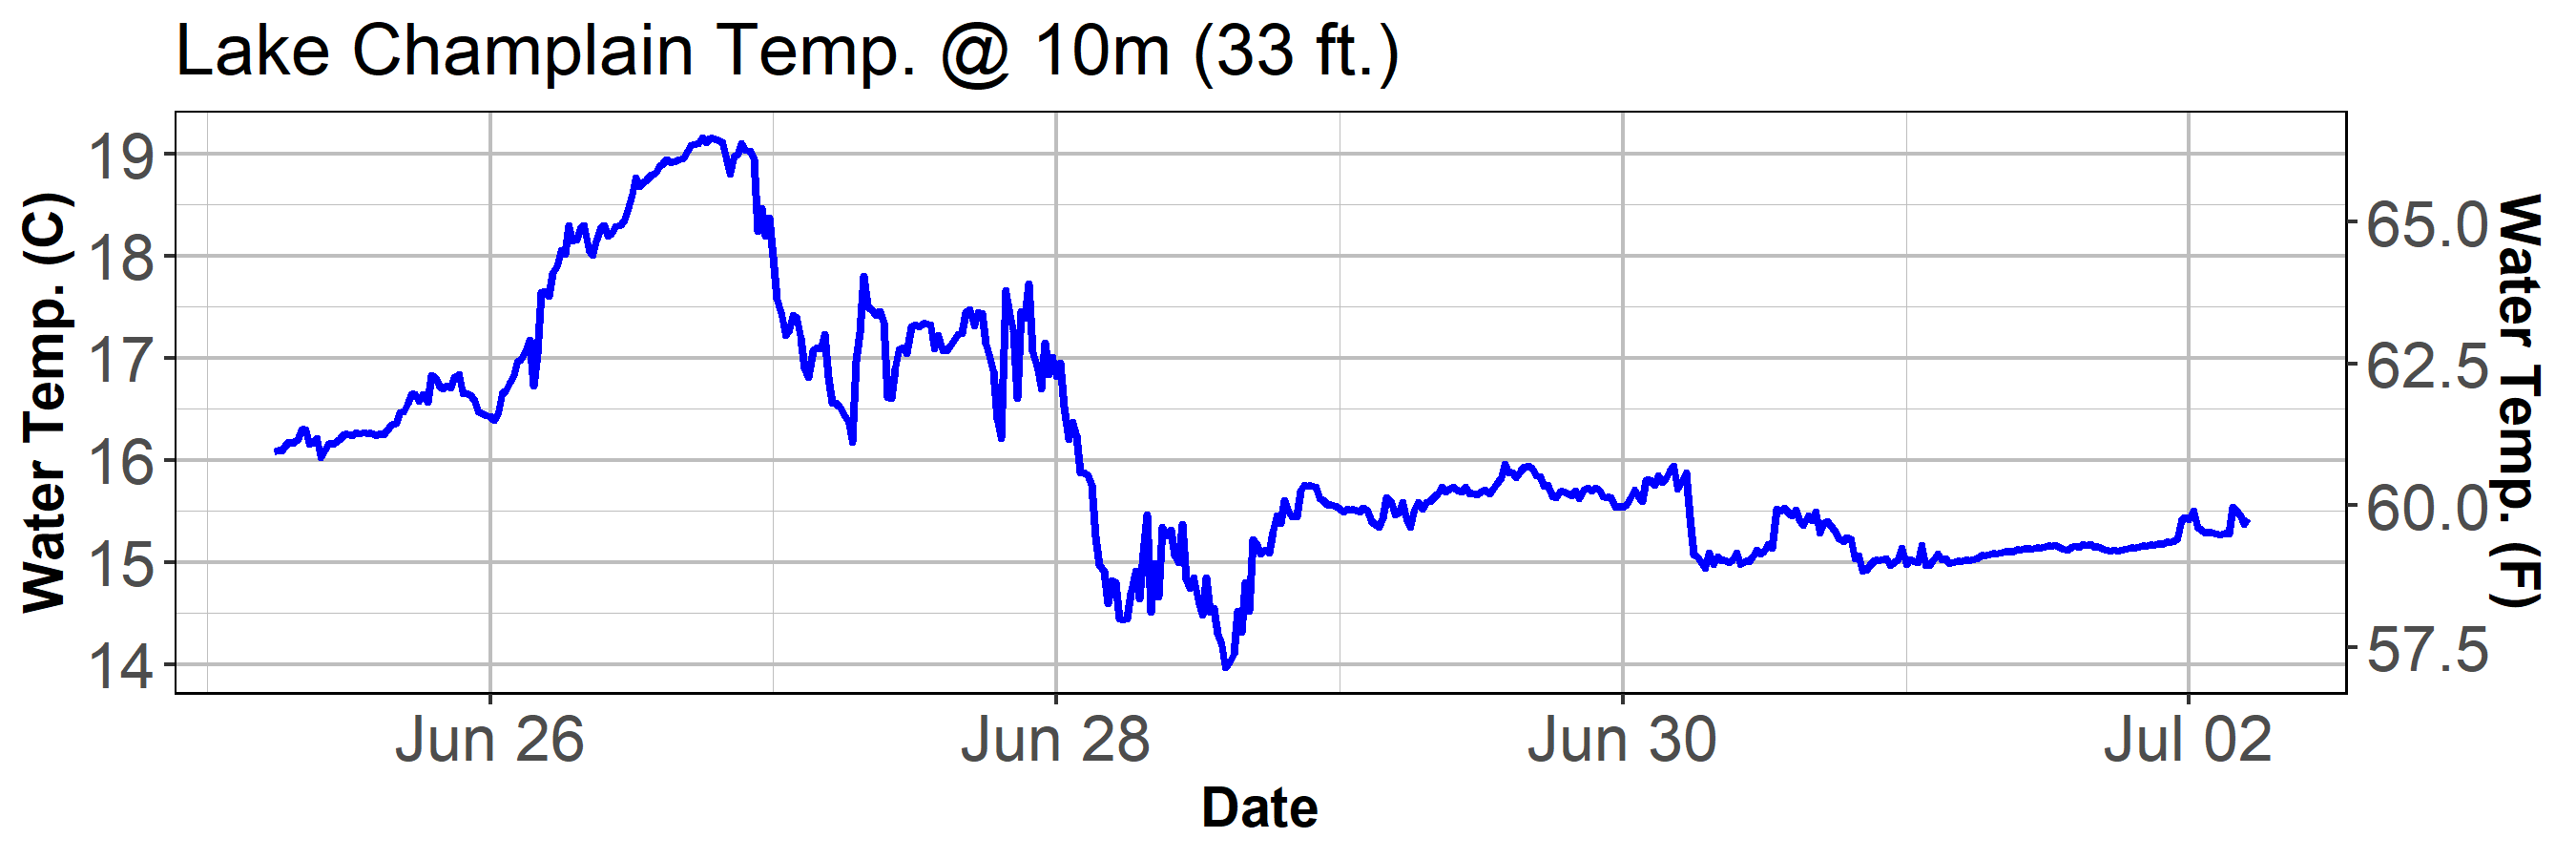 Lake Champlain Temp. @ 10m (33 ft.)
Water Temp. (C)
19
18
17
16
15
14
65.0
62.5
60.0
57.5
Water Temp. (F)
Jun 26 Jun 28 Jun 30 Jul 02
Date